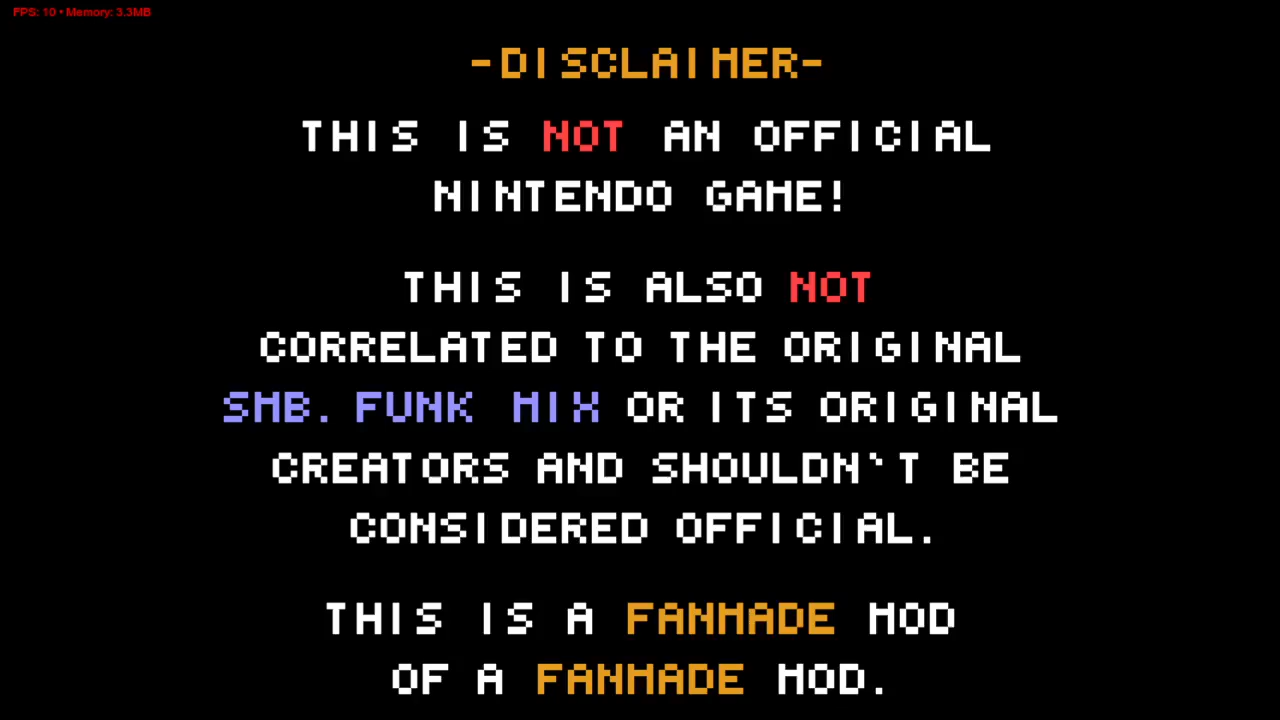 FPS: 10 • Memory: 3.3MB
-DISCLAIMER-
THIS IS NOT AN OFFICIAL
NINTENDO GAME!
THIS IS ALSO NOT
CORRELATED TO THE ORIGINAL
SMB. FUNK MIX OR ITS ORIGINAL
CREATORS AND SHOULDN`T BE
CONSIDERED OFFICIAL.
THIS IS A FANMADE MOD
OF A FANMADE MOD.